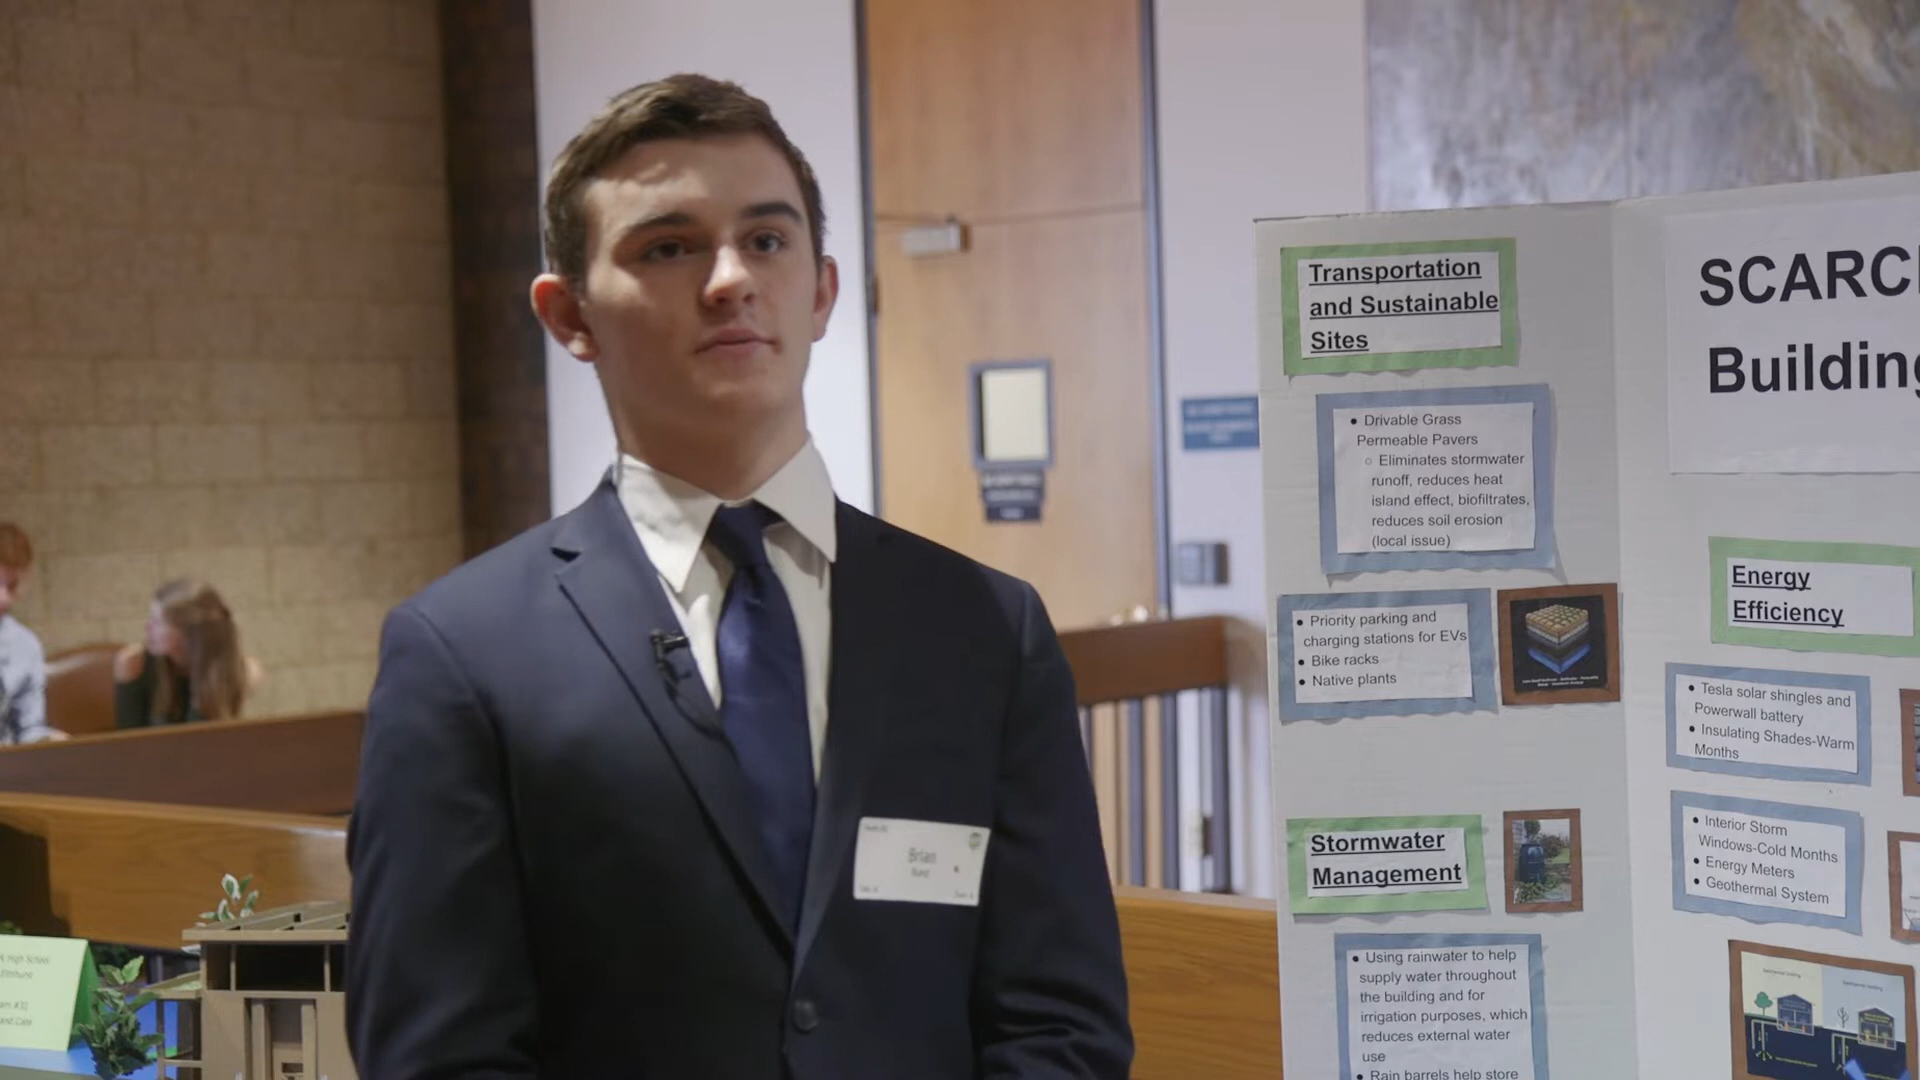 Transportation
and Sustainable
Sites
• Drivable Grass
Permeable Pavers
○ Eliminates stormwater
runoff, reduces heat
island effect, biofiltrates,
reduces soil erosion
(local issue)
• Priority parking and
charging stations for EVs
• Bike racks
• Native plants
Stormwater
Management
• Using rainwater to help
supply water throughout
the building and for
irrigation purposes, which
reduces external water
use
• Rain barrels help store
SCARC
Building
Energy
Efficiency
• Tesla solar shingles and
Powerwall battery
• Insulating Shades-Warm
Months
• Interior Storm
Windows-Cold Months
• Energy Meters
• Geothermal System
Brian
High School
Elmhurst